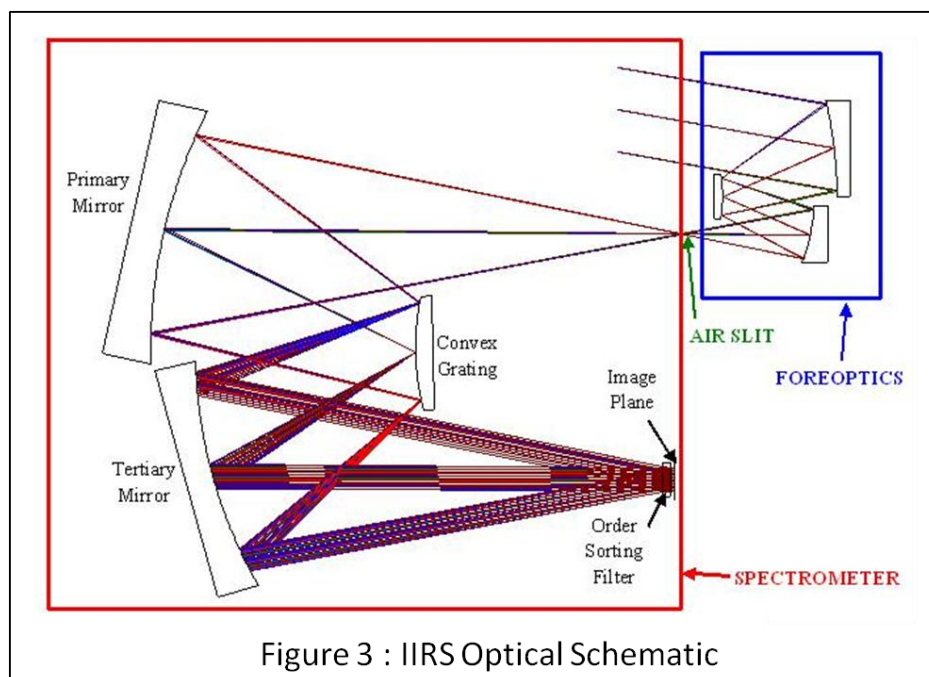 Primary
Mirror
AIR SLIT
Convex
Grating
FOREOPTICS
Image
Plane
Tertiary
Mirror
Order
Sorting
Filter
SPECTROMETER
Figure 3 : IIRS Optical Schematic